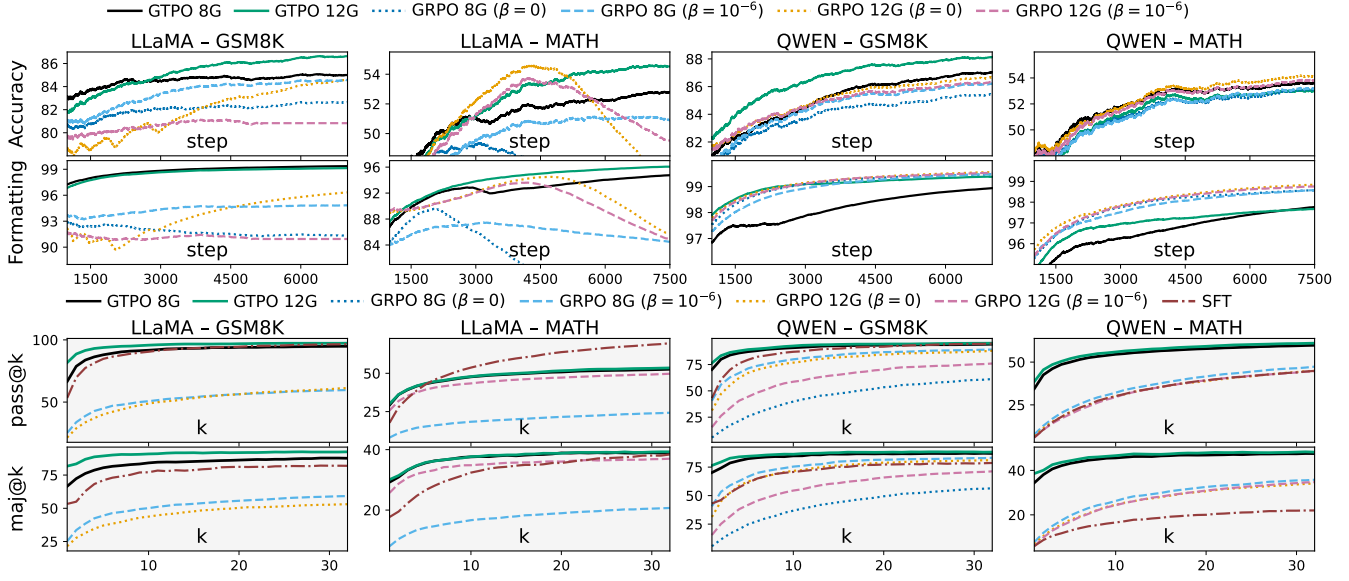 GTPO 8G GTPO 12G GRPO 8G (β = 0) GRPO 8G (β = 10⁻⁶) GRPO 12G (β = 0) GRPO 12G (β = 10⁻⁶)
LLaMA – GSM8K LLaMA – MATH QWEN – GSM8K QWEN – MATH
Accuracy
86
84
82
80
step
54
52
50
step
88
86
84
82
step
54
52
50
step
Formatting
99
96
93
90
step
96
92
88
84
step
99
98
97
step
99
98
97
96
step
1500 3000 4500 6000
1500 3000 4500 6000 7500
1500 3000 4500 6000
1500 3000 4500 6000 7500
GTPO 8G GTPO 12G GRPO 8G (β = 0) GRPO 8G (β = 10⁻⁶) GRPO 12G (β = 0) GRPO 12G (β = 10⁻⁶) SFT
LLaMA – GSM8K LLaMA – MATH QWEN – GSM8K QWEN – MATH
pass@k
100
50
k
50
25
k
75
50
25
k
50
25
k
maj@k
75
50
25
k
40
20
k
75
50
25
k
40
20
k
10 20 30
10 20 30
10 20 30
10 20 30